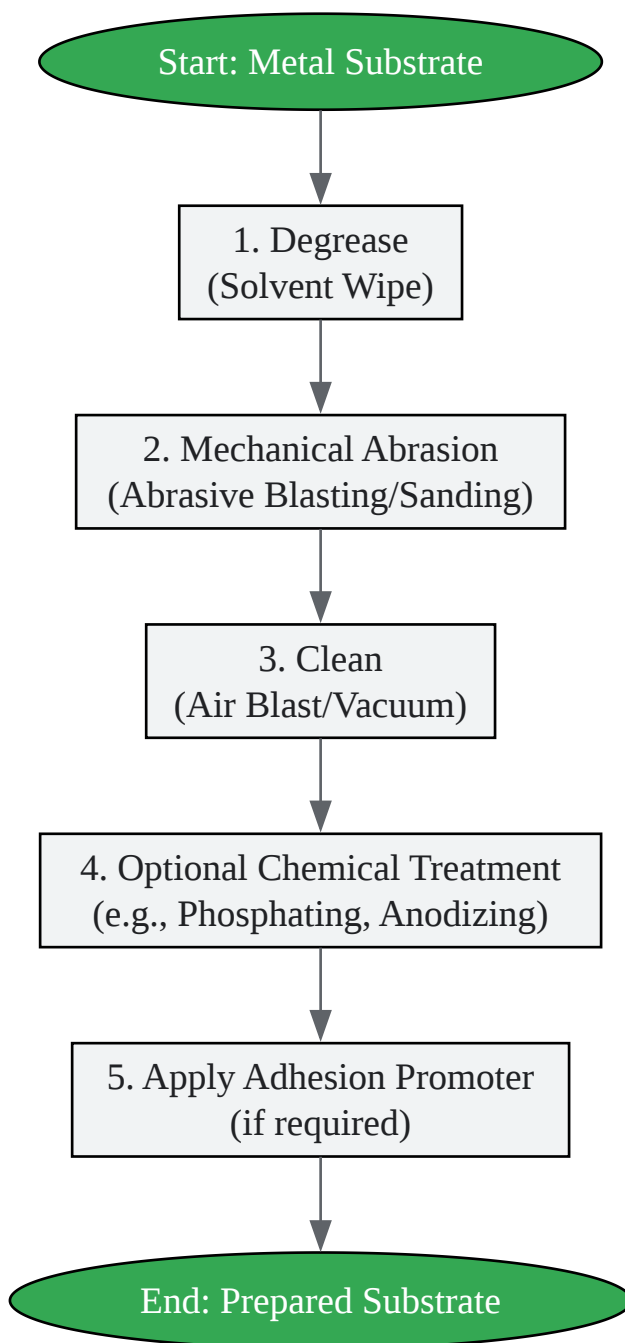 Start: Metal Substrate
1. Degrease
(Solvent Wipe)
2. Mechanical Abrasion
(Abrasive Blasting/Sanding)
3. Clean
(Air Blast/Vacuum)
4. Optional Chemical Treatment
(e.g., Phosphating, Anodizing)
5. Apply Adhesion Promoter
(if required)
End: Prepared Substrate